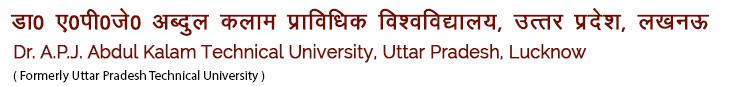 डा0 ए0पी0जे0 अब्दुल कलाम प्राविधिक विश्वविद्यालय, उत्तर प्रदेश, लखनऊ
Dr. A.P.J. Abdul Kalam Technical University, Uttar Pradesh, Lucknow
( Formerly Uttar Pradesh Technical University )